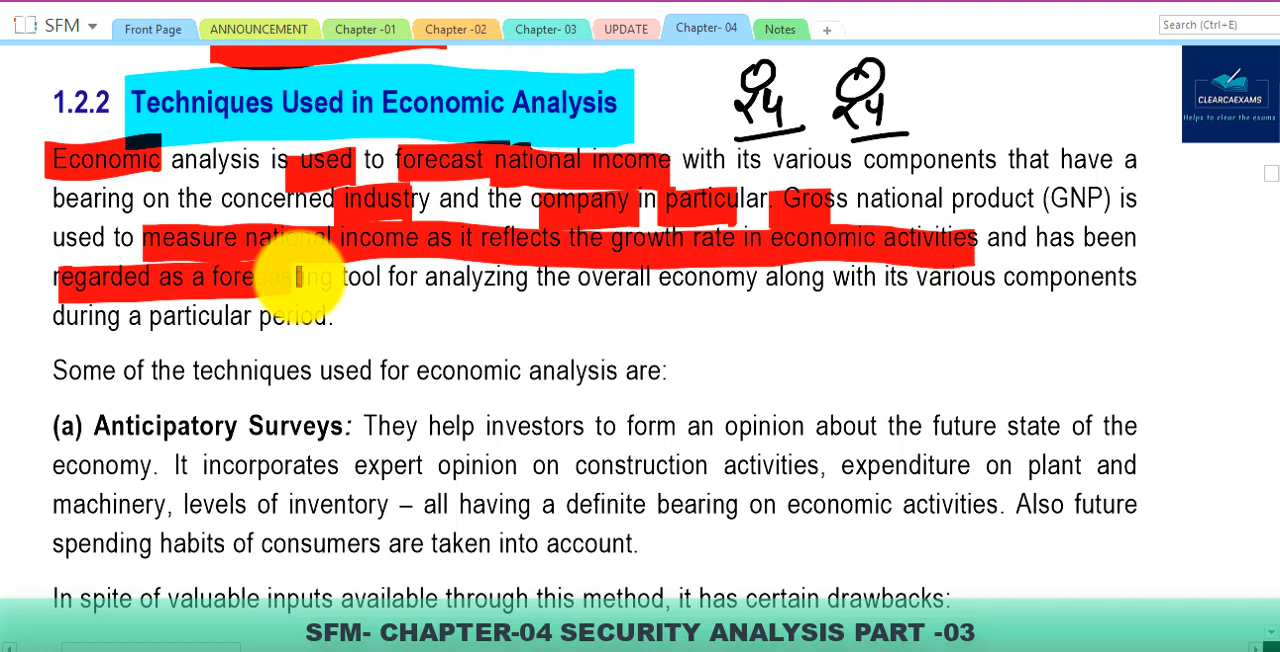 SFM
Front Page
ANNOUNCEMENT
Chapter -01
Chapter -02
Chapter- 03
UPDATE
Chapter- 04
Notes
+
Search (Ctrl+E)
1.2.2 Techniques Used in Economic Analysis
CLEARCAEXAMS
Helps to clear the exams
Economic analysis is used to forecast national income with its various components that have a
bearing on the concerned industry and the company in particular. Gross national product (GNP) is
used to measure national income as it reflects the growth rate in economic activities and has been
regarded as a forecasting tool for analyzing the overall economy along with its various components
during a particular period.
Some of the techniques used for economic analysis are:
(a) Anticipatory Surveys: They help investors to form an opinion about the future state of the
economy. It incorporates expert opinion on construction activities, expenditure on plant and
machinery, levels of inventory – all having a definite bearing on economic activities. Also future
spending habits of consumers are taken into account.
In spite of valuable inputs available through this method, it has certain drawbacks:
SFM- CHAPTER-04 SECURITY ANALYSIS PART -03